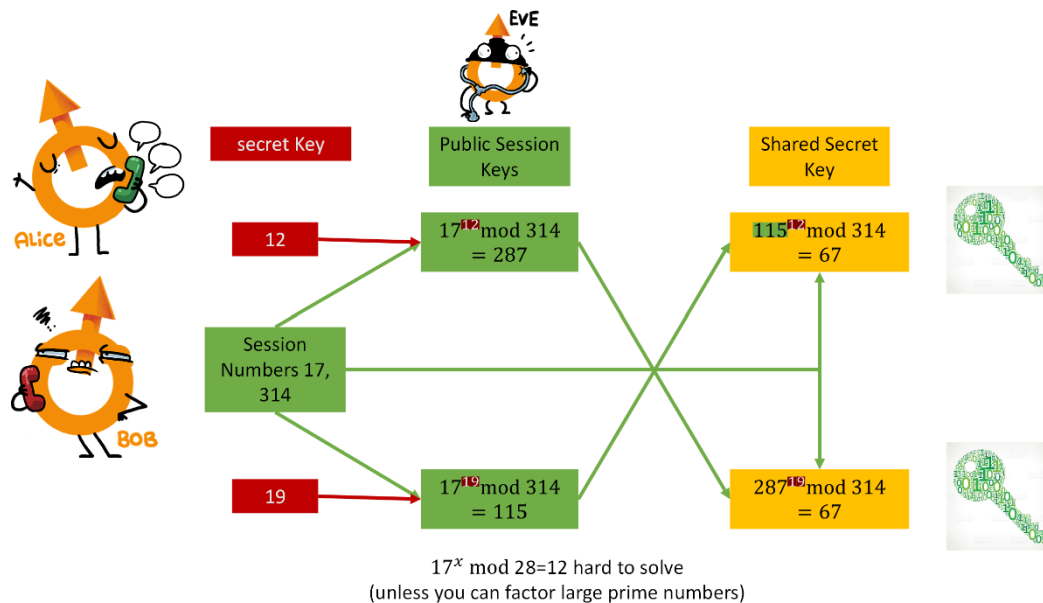 EVE
secret Key
Public Session
Keys
Shared Secret
Key
ALiCE
12
17^12 mod 314
= 287
115^12 mod 314
= 67
Session
Numbers 17,
314
BOB
19
17^19 mod 314
= 115
287^19 mod 314
= 67
17^x mod 28=12 hard to solve
(unless you can factor large prime numbers)